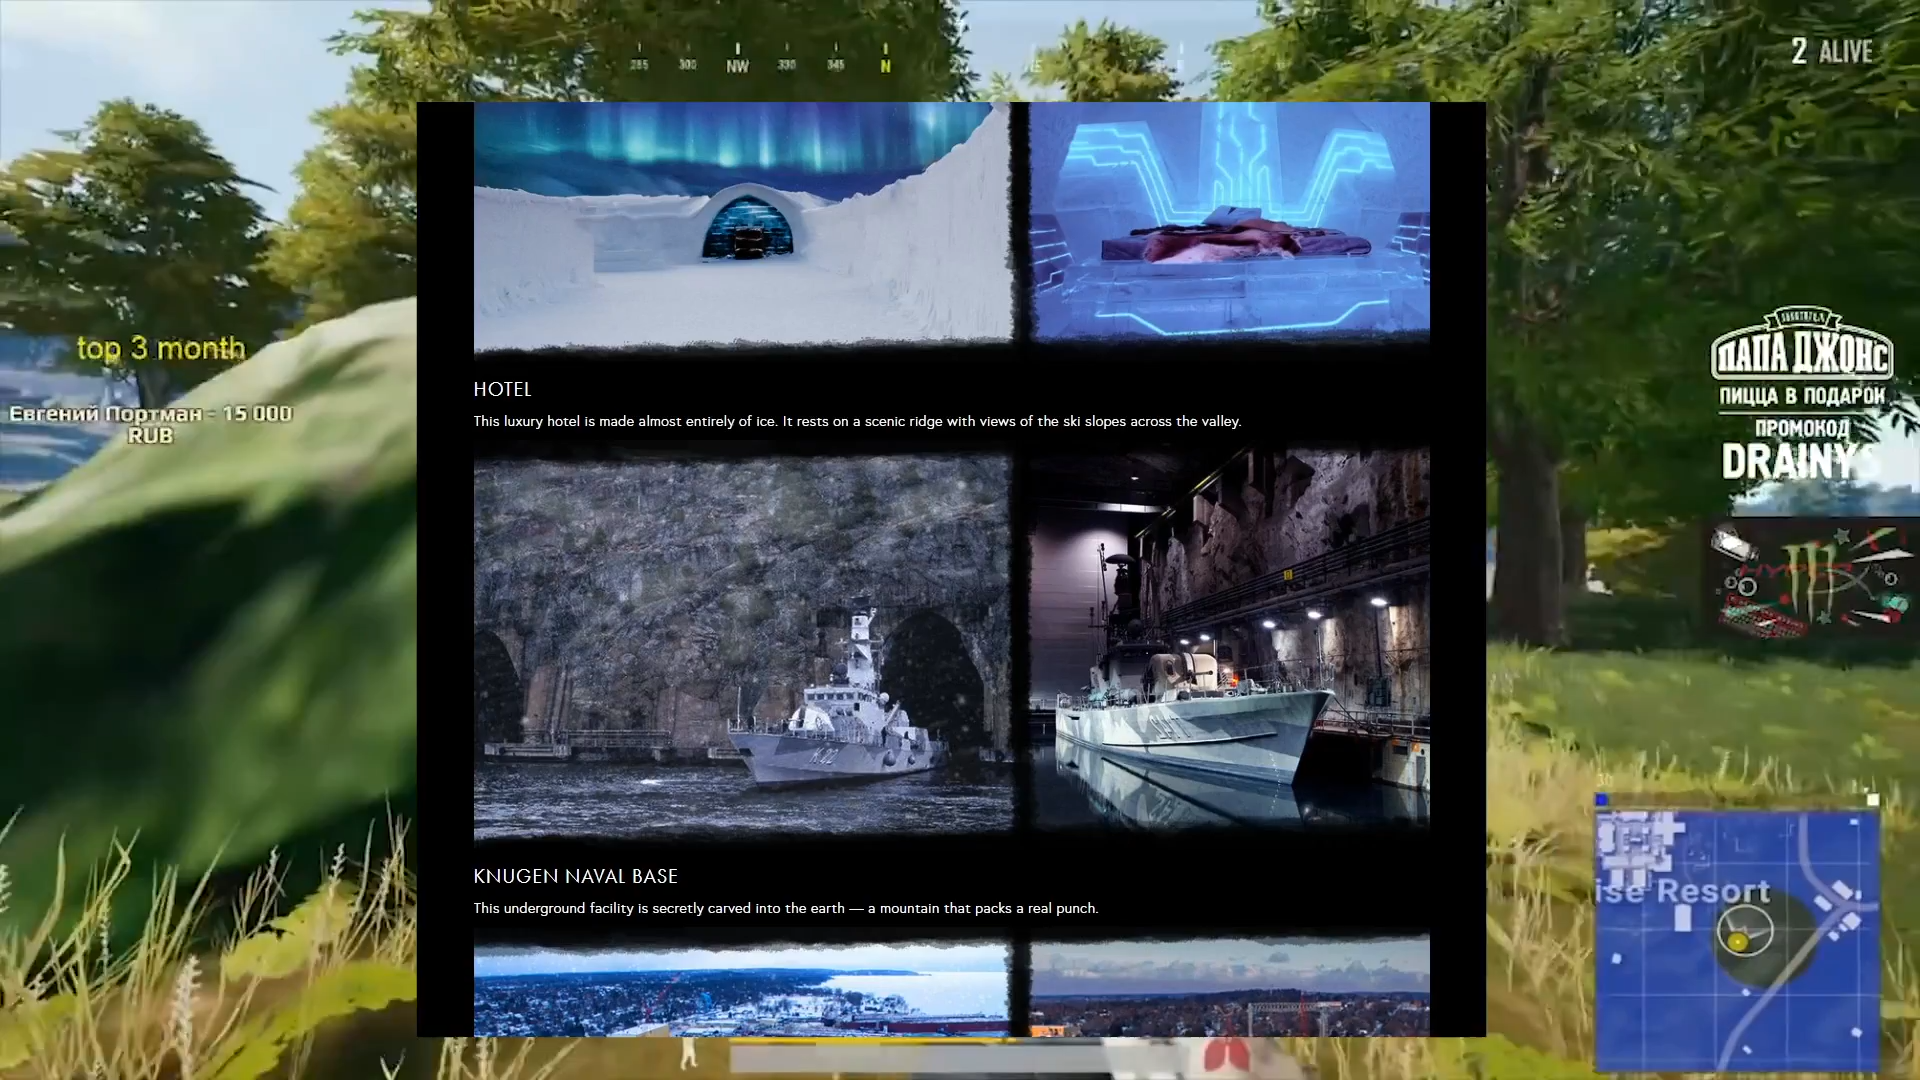 285 300 NW 330 345 N
2 ALIVE
top 3 month
Евгений Портман - 15 000
RUB
HOTEL
This luxury hotel is made almost entirely of ice. It rests on a scenic ridge with views of the ski slopes across the valley.
ПАПА ДЖОНС
ПИЦЦА В ПОДАРОК
ПРОМОКОД
DRAINYS
K22
KNUGEN NAVAL BASE
This underground facility is secretly carved into the earth — a mountain that packs a real punch.
ise Resort